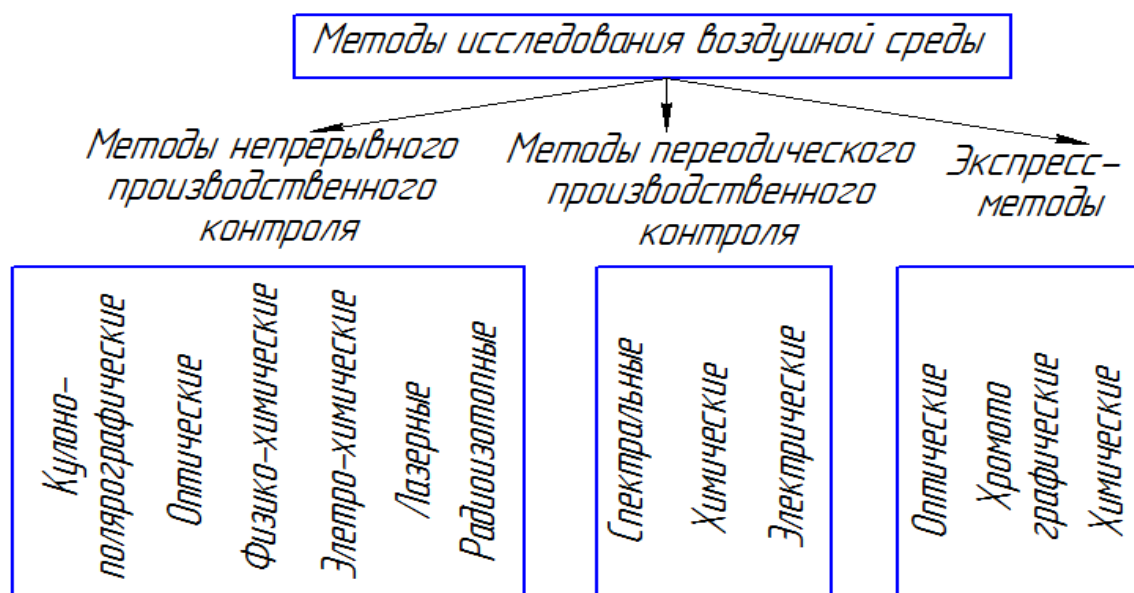 Методы исследования воздушной среды
Методы непрерывного
производственного
контроля
Методы переодического
производственного
контроля
Экспресс-
методы
Кулоно-
полярографические
Оптические
Физико-химические
Элетро-химические
Лазерные
Радиоизотопные
Спектральные
Химические
Электрические
Оптические
Хромото
графические
Химические